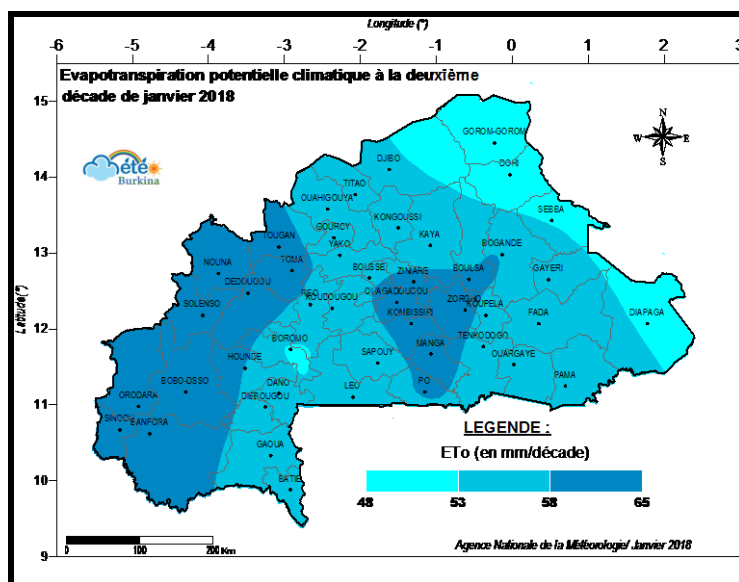 Longitude (°)
-6 -5 -4 -3 -2 -1 0 1 2 3
Evapotranspiration potentielle climatique à la deuxième
décade de janvier 2018
15
14
13
12
11
10
9
Latitude(°)
N
W E
S
été
Burkina
GOROM-GOROM
DJIBO
DORI
TITAO
OUAHIGOUYA
SEBBA
KONGOUSSI
GOURCY
TOUGAN
KAYA
YAKO
BOGANDE
NOUNA
TOMA
BOUSSE
ZINIARE
BOULSA
GAYERI
DEDOUGOU
OUAGADOUGOU
REO
KOUDOUGOU
ZORGHO
KOUPELA
SOLENSO
KOMBISSIRI
FADA
DIAPAGA
BOROMO
TENKODOGO
MANGA
HOUNDE
SAPOUY
OUARGAYE
BOBO-DSSO
DANO
LEO
PO
PAMA
ORODARA
DIEBOUGOU
SINDOU
BANFORA
GAOUA
BATIE
LEGENDE :
ETo (en mm/décade)
48 53 58 65
0 100 200 Km
Agence Nationale de la Météorologie/ Janvier 2018